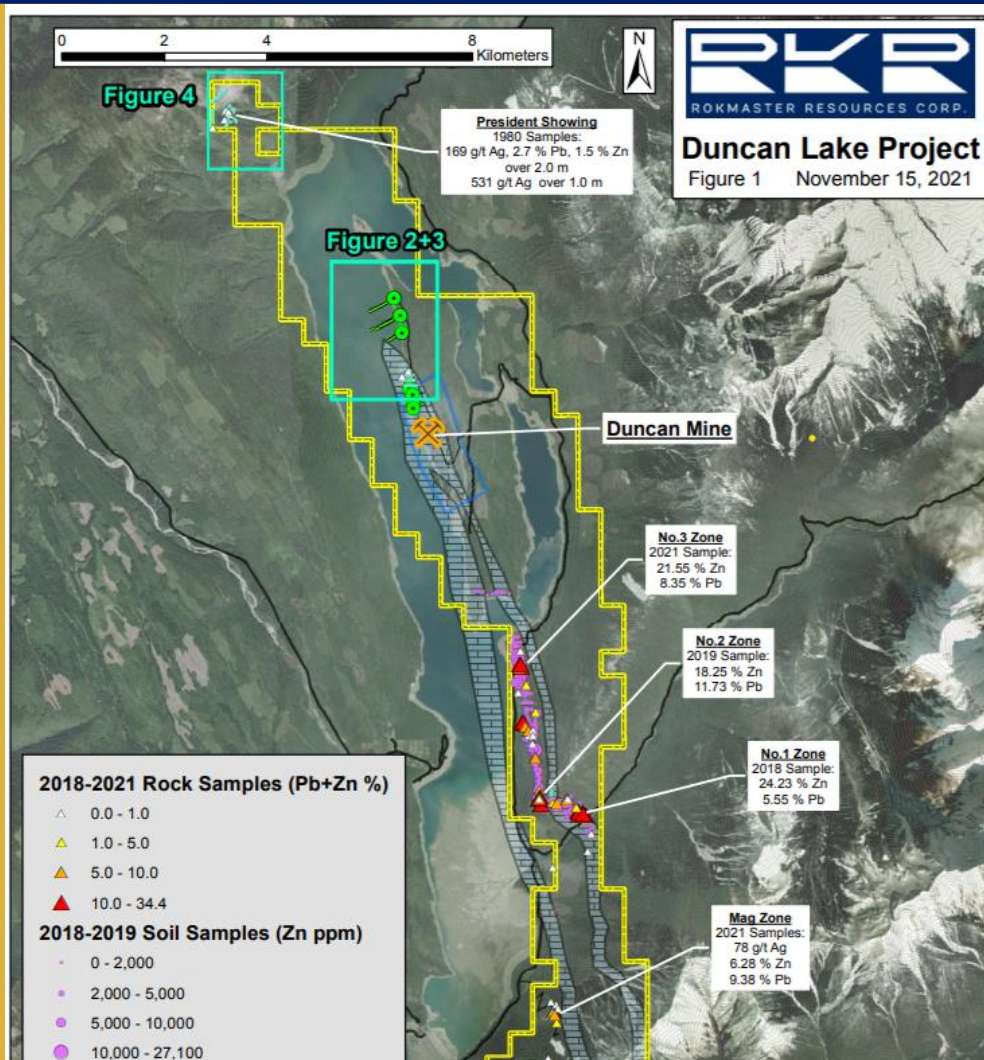 0 2 4 8
Kilometers
N
RKR
ROKMASTER RESOURCES CORP.
Duncan Lake Project
Figure 1 November 15, 2021
Figure 4
President Showing
1980 Samples:
169 g/t Ag, 2.7 % Pb, 1.5 % Zn
over 2.0 m
531 g/t Ag over 1.0 m
Figure 2+3
Duncan Mine
No.3 Zone
2021 Sample:
21.55 % Zn
8.35 % Pb
No.2 Zone
2019 Sample:
18.25 % Zn
11.73 % Pb
No.1 Zone
2018 Sample:
24.23 % Zn
5.55 % Pb
Mag Zone
2021 Samples:
78 g/t Ag
6.28 % Zn
9.38 % Pb
2018-2021 Rock Samples (Pb+Zn %)
0.0 - 1.0
1.0 - 5.0
5.0 - 10.0
10.0 - 34.4
2018-2019 Soil Samples (Zn ppm)
0 - 2,000
2,000 - 5,000
5,000 - 10,000
10,000 - 27,100